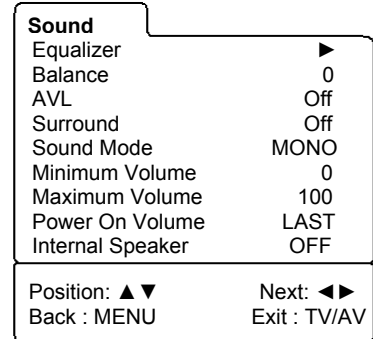 Sound
Equalizer ►
Balance 0
AVL Off
Surround Off
Sound Mode MONO
Minimum Volume 0
Maximum Volume 100
Power On Volume LAST
Internal Speaker OFF
Position: ▲▼ Next: ◄►
Back : MENU Exit : TV/AV